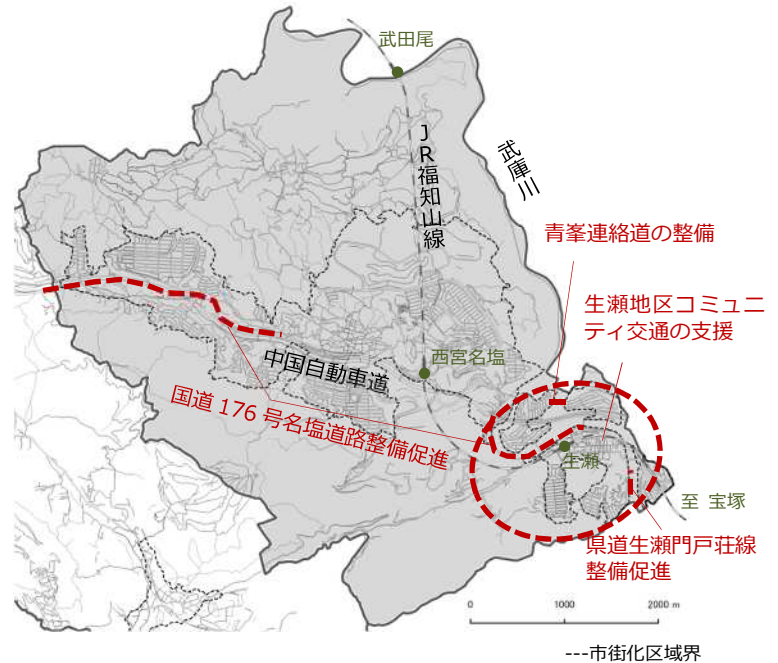 武田尾
JR福知山線
武庫川
青峯連絡道の整備
生瀬地区コミュニ
ティ交通の支援
西宮名塩
中国自動車道
国道176号名塩道路整備促進
生瀬
至 宝塚
県道生瀬門戸荘線
整備促進
0 1000 2000 m
---市街化区域界